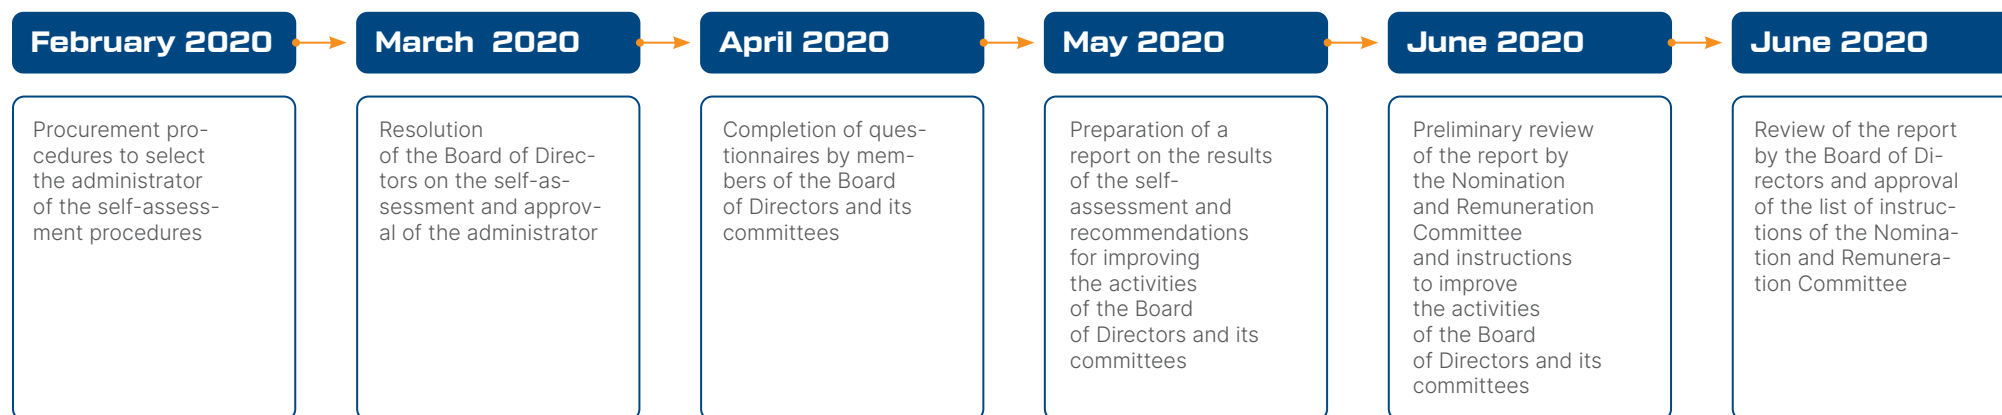 February 2020
Procurement pro-
cedures to select
the administrator
of the self-assess-
ment procedures
March 2020
Resolution
of the Board of Direc-
tors on the self-as-
sessment and approv-
al of the administrator
April 2020
Completion of ques-
tionnaires by mem-
bers of the Board
of Directors and its
committees
May 2020
Preparation of a
report on the results
of the self-
assessment and
recommendations
for improving
the activities
of the Board
of Directors and its
committees
June 2020
Preliminary review
of the report by
the Nomination
and Remuneration
Committee
and instructions
to improve
the activities
of the Board
of Directors and its
committees
June 2020
Review of the report
by the Board of Di-
rectors and approval
of the list of instruc-
tions of the Nomina-
tion and Remunera-
tion Committee